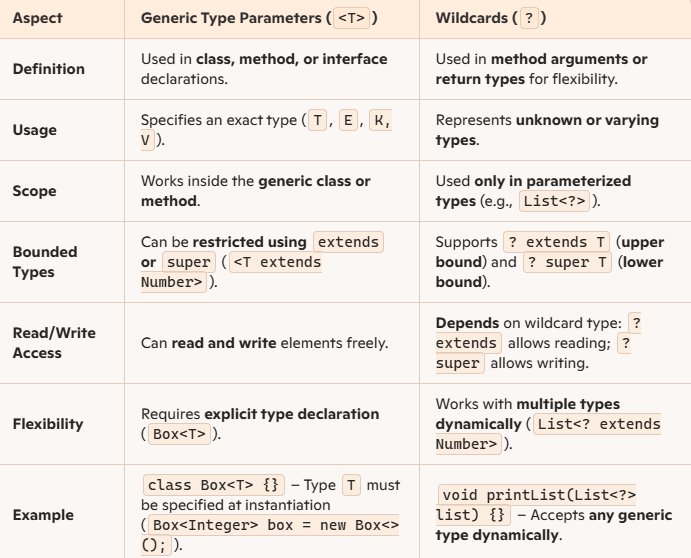 Aspect
Generic Type Parameters ( <T> )
Wildcards ( ? )
Definition
Used in class, method, or interface
declarations.
Used in method arguments or
return types for flexibility.
Usage
Specifies an exact type ( T , E , K,
V ).
Represents unknown or varying
types.
Scope
Works inside the generic class or
method.
Used only in parameterized
types (e.g., List<?> ).
Bounded
Types
Can be restricted using extends
or super ( <T extends
Number> ).
Supports ? extends T (upper
bound) and ? super T (lower
bound).
Read/Write
Access
Can read and write elements freely.
Depends on wildcard type: ?
extends allows reading; ?
super allows writing.
Flexibility
Requires explicit type declaration
( Box<T> ).
Works with multiple types
dynamically ( List<? extends
Number> ).
Example
class Box<T> {} – Type T must
be specified at instantiation
( Box<Integer> box = new Box<>
(); ).
void printList(List<?>
list) {} – Accepts any generic
type dynamically.